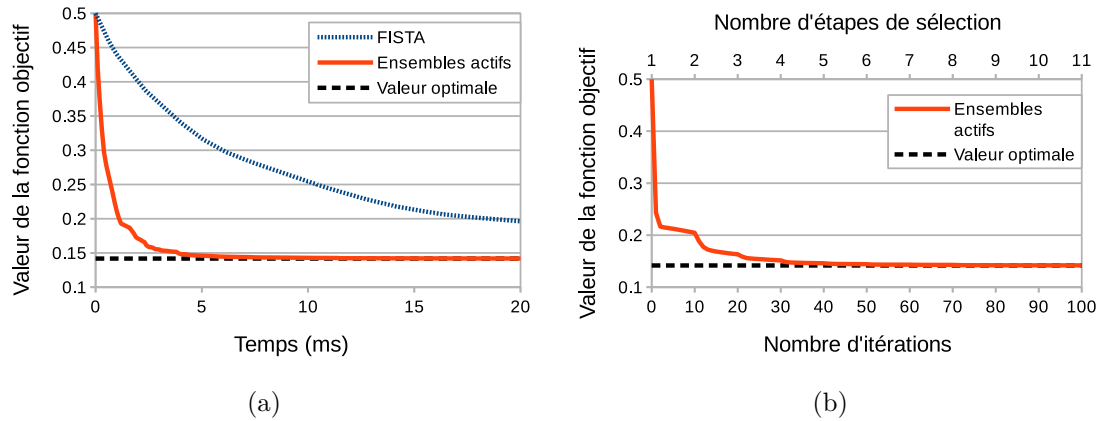 Valeur de la fonction objectif
0.5
0.45
0.4
0.35
0.3
0.25
0.2
0.15
0.1
FISTA
Ensembles actifs
Valeur optimale
0 5 10 15 20
Temps (ms)
(a)
Nombre d'étapes de sélection
1 2 3 4 5 6 7 8 9 10 11
Valeur de la fonction objectif
0.5
0.4
0.3
0.2
0.1
Ensembles
actifs
Valeur optimale
0 10 20 30 40 50 60 70 80 90 100
Nombre d'itérations
(b)